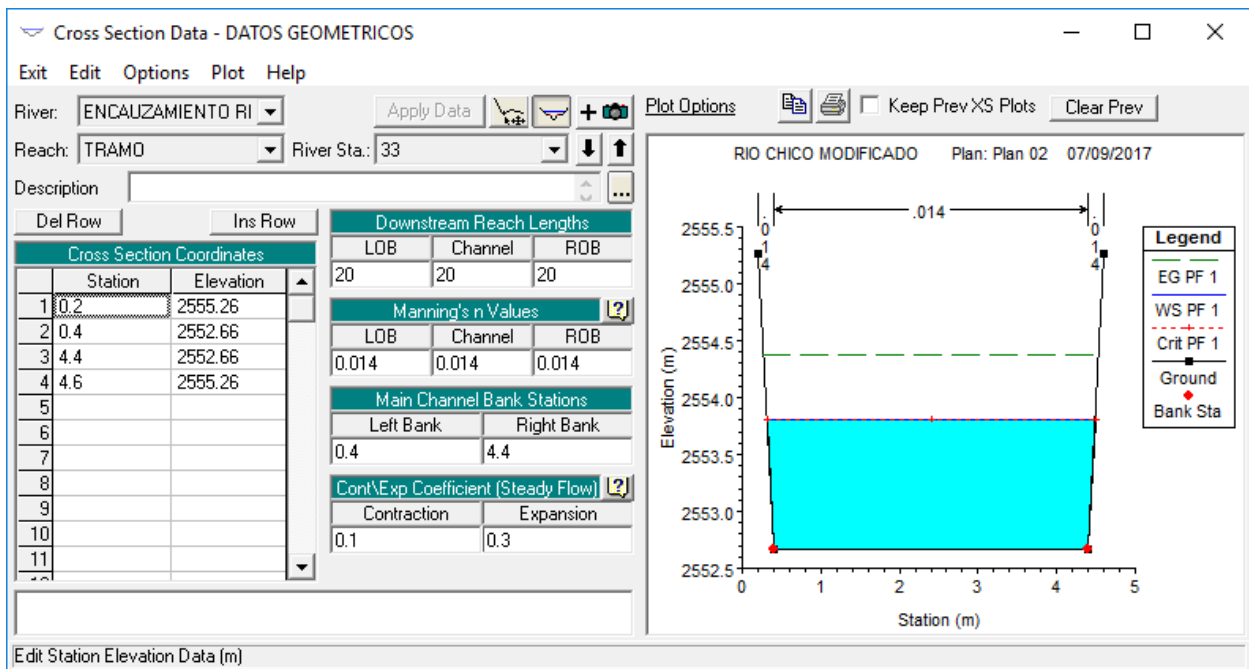 Cross Section Data - DATOS GEOMETRICOS
Exit Edit Options Plot Help
River: ENCAUZAMIENTO RI Apply Data
Reach: TRAMO River Sta.: 33
Description ...
Del Row Ins Row
Cross Section Coordinates
Station Elevation
1 0.2 2555.26
2 0.4 2552.66
3 4.4 2552.66
4 4.6 2555.26
5
6
7
8
9
10
11
Downstream Reach Lengths
LOB Channel ROB
20 20 20
Manning's n Values
LOB Channel ROB
0.014 0.014 0.014
Main Channel Bank Stations
Left Bank Right Bank
0.4 4.4
Cont\Exp Coefficient (Steady Flow)
Contraction Expansion
0.1 0.3
Plot Options Keep Prev XS Plots Clear Prev
RIO CHICO MODIFICADO Plan: Plan 02 07/09/2017
.014 .014 .014
2555.5
2555.0
2554.5
2554.0
2553.5
2553.0
2552.5
Elevation (m)
0 1 2 3 4 5
Station (m)
Legend
EG PF 1
WS PF 1
Crit PF 1
Ground
Bank Sta
Edit Station Elevation Data (m)